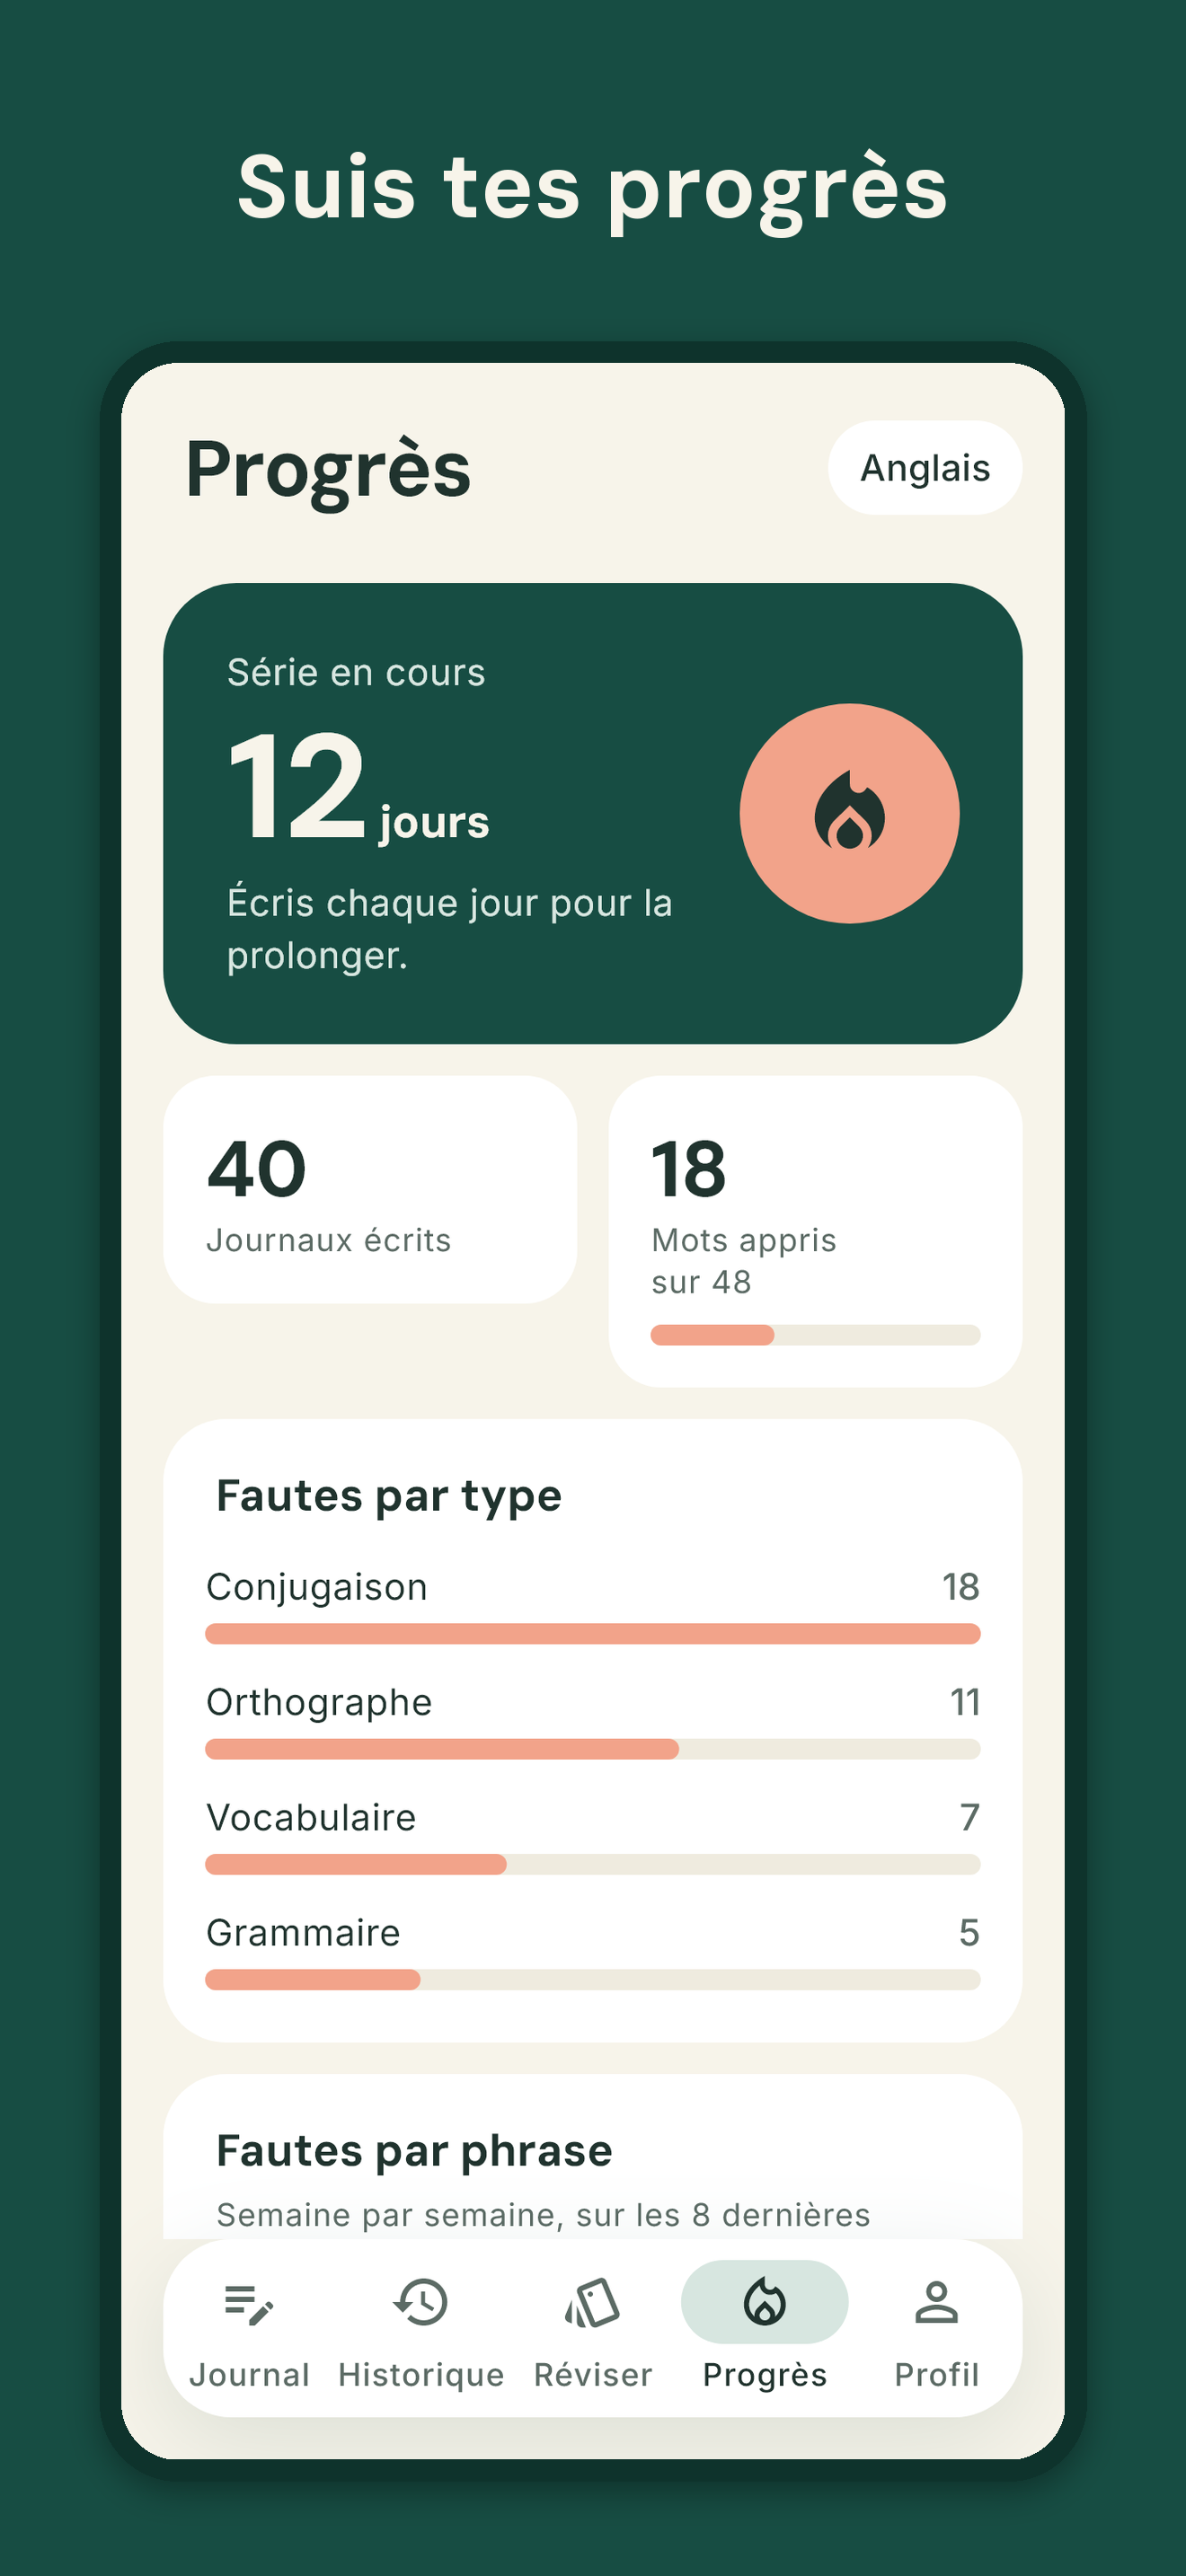 Suis tes progrès
Progrès
Anglais
Série en cours
12 jours
Écris chaque jour pour la
prolonger.
40
Journaux écrits
18
Mots appris
sur 48
Fautes par type
Conjugaison 18
Orthographe 11
Vocabulaire 7
Grammaire 5
Fautes par phrase
Semaine par semaine, sur les 8 dernières
Journal Historique Réviser Progrès Profil